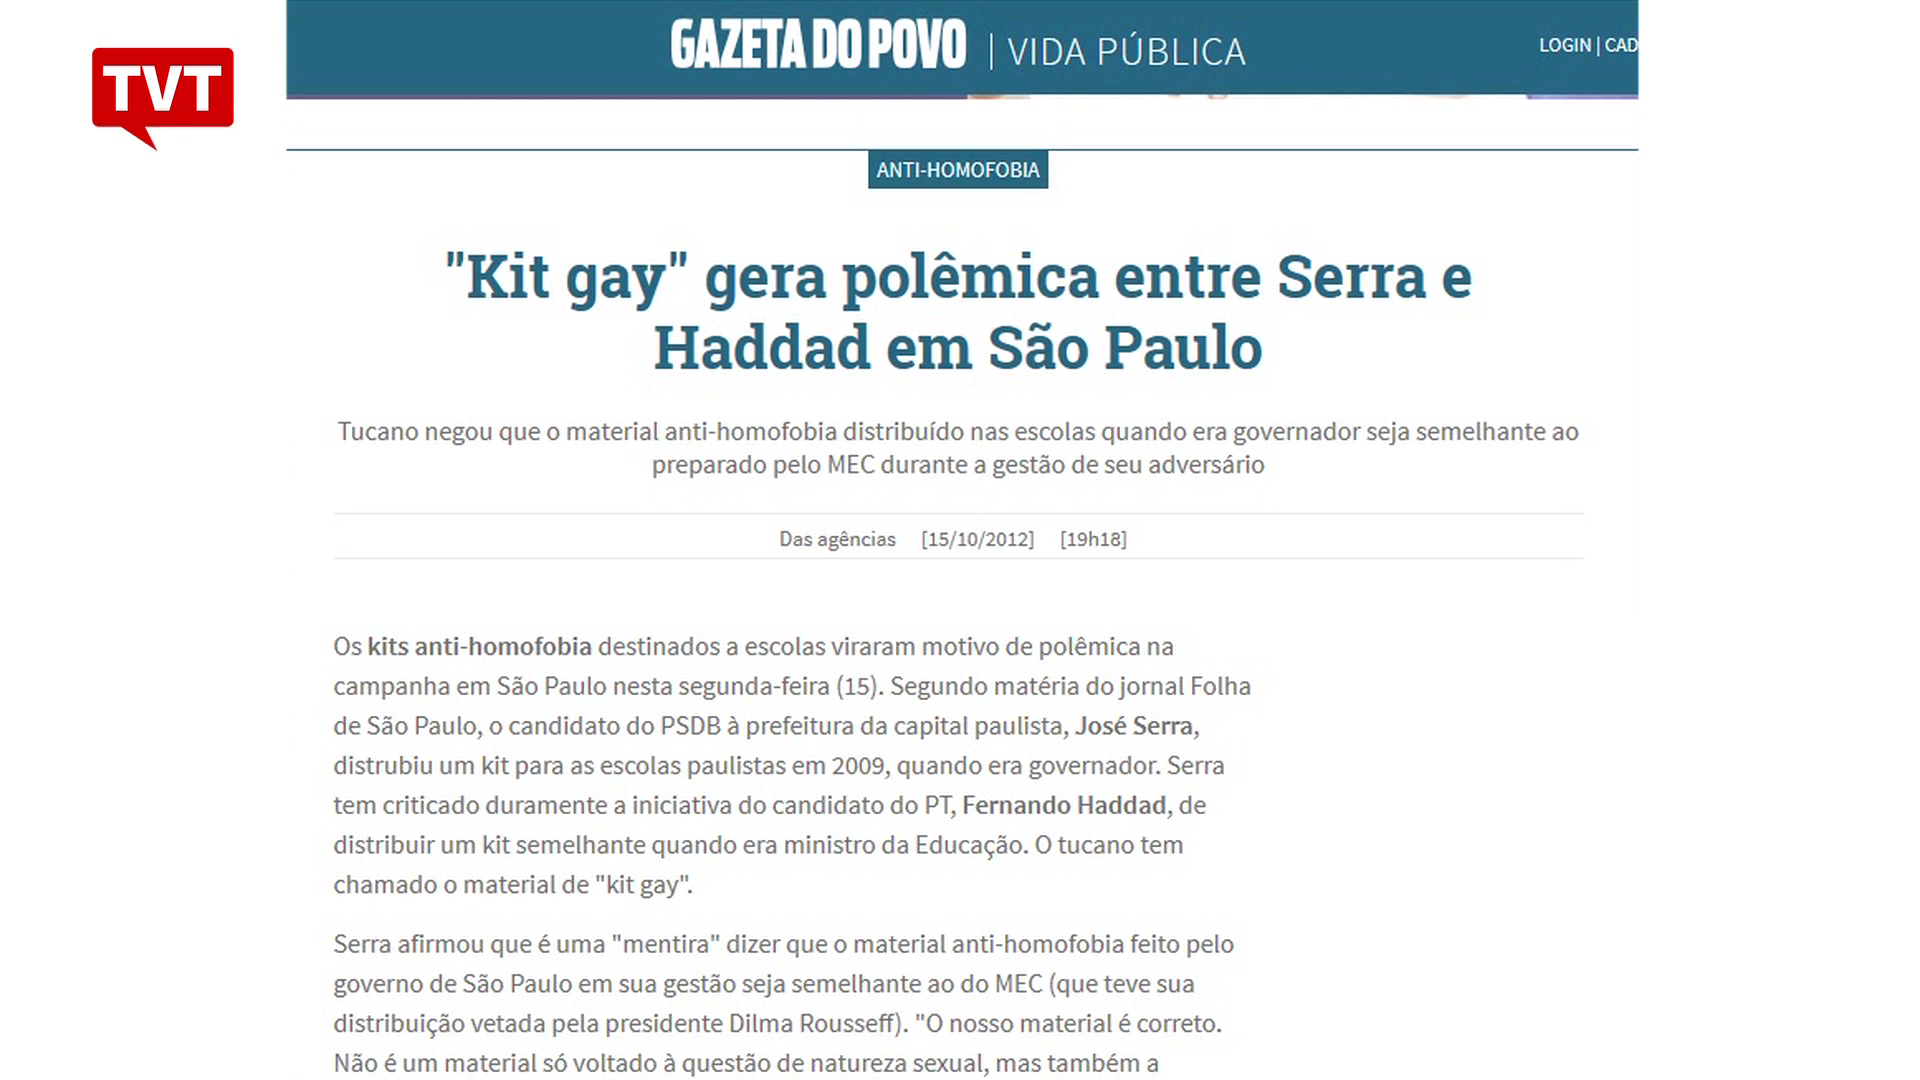 TVT
GAZETA DO POVO | VIDA PÚBLICA
LOGIN | CAD
ANTI-HOMOFOBIA
"Kit gay" gera polêmica entre Serra e
Haddad em São Paulo
Tucano negou que o material anti-homofobia distribuído nas escolas quando era governador seja semelhante ao
preparado pelo MEC durante a gestão de seu adversário
Das agências [15/10/2012] [19h18]
Os kits anti-homofobia destinados a escolas viraram motivo de polêmica na
campanha em São Paulo nesta segunda-feira (15). Segundo matéria do jornal Folha
de São Paulo, o candidato do PSDB à prefeitura da capital paulista, José Serra,
distrubiu um kit para as escolas paulistas em 2009, quando era governador. Serra
tem criticado duramente a iniciativa do candidato do PT, Fernando Haddad, de
distribuir um kit semelhante quando era ministro da Educação. O tucano tem
chamado o material de "kit gay".
Serra afirmou que é uma "mentira" dizer que o material anti-homofobia feito pelo
governo de São Paulo em sua gestão seja semelhante ao do MEC (que teve sua
distribuição vetada pela presidente Dilma Rousseff). "O nosso material é correto.
Não é um material só voltado à questão de natureza sexual, mas também a